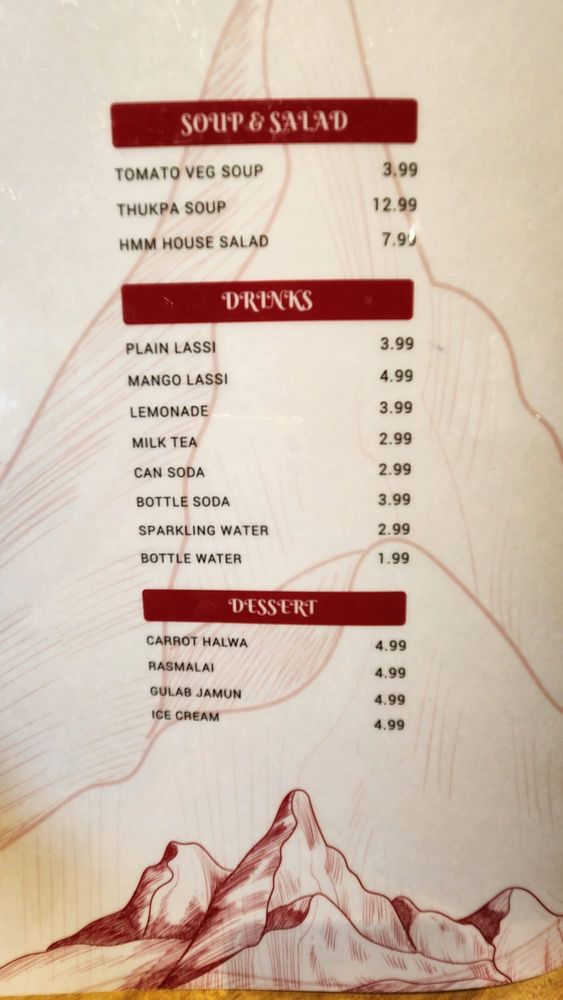 SOUP & SALAD
TOMATO VEG SOUP 3.99
THUKPA SOUP 12.99
HMM HOUSE SALAD 7.99
DRINKS
PLAIN LASSI 3.99
MANGO LASSI 4.99
LEMONADE 3.99
MILK TEA 2.99
CAN SODA 2.99
BOTTLE SODA 3.99
SPARKLING WATER 2.99
BOTTLE WATER 1.99
DESSERT
CARROT HALWA 4.99
RASMALAI 4.99
GULAB JAMUN 4.99
ICE CREAM 4.99